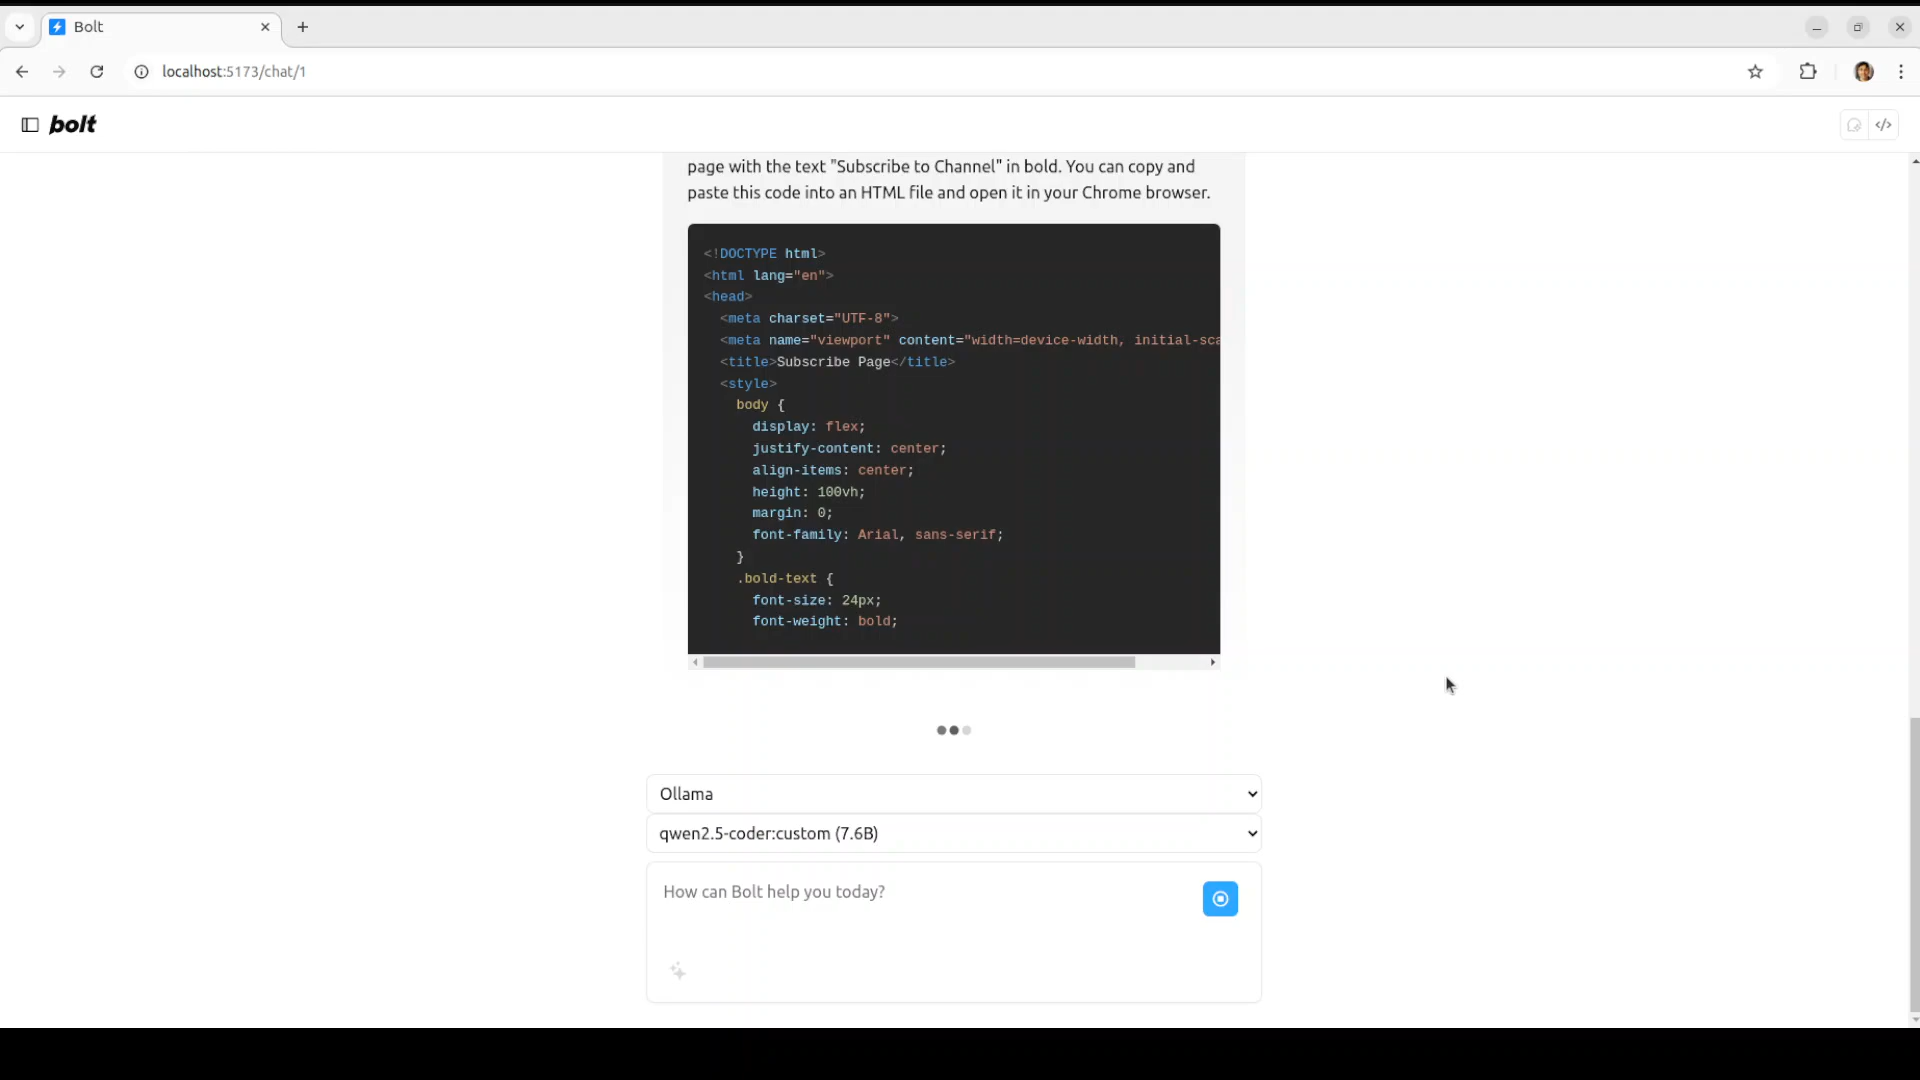 Bolt
localhost:5173/chat/1
bolt
page with the text "Subscribe to Channel" in bold. You can copy and
paste this code into an HTML file and open it in your Chrome browser.
<!DOCTYPE html>
<html lang="en">
<head>
  <meta charset="UTF-8">
  <meta name="viewport" content="width=device-width, initial-sca
  <title>Subscribe Page</title>
  <style>
    body {
      display: flex;
      justify-content: center;
      align-items: center;
      height: 100vh;
      margin: 0;
      font-family: Arial, sans-serif;
    }
    .bold-text {
      font-size: 24px;
      font-weight: bold;
Ollama
qwen2.5-coder:custom (7.6B)
How can Bolt help you today?